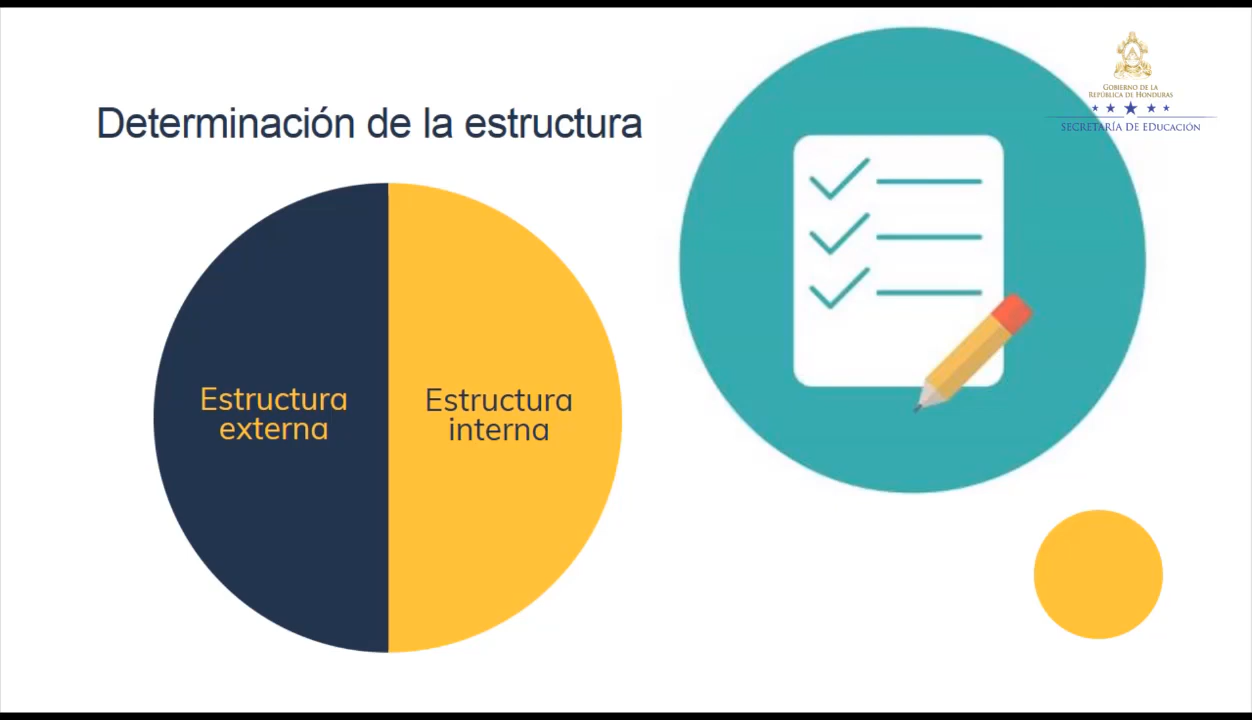 Determinación de la estructura
GOBIERNO DE LA
REPÚBLICA DE HONDURAS
SECRETARÍA DE EDUCACIÓN
Estructura
externa
Estructura
interna